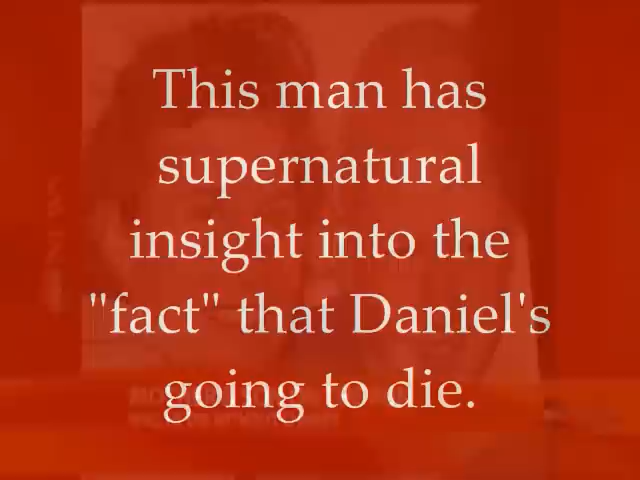 This man has
supernatural
insight into the
"fact" that Daniel's
going to die.